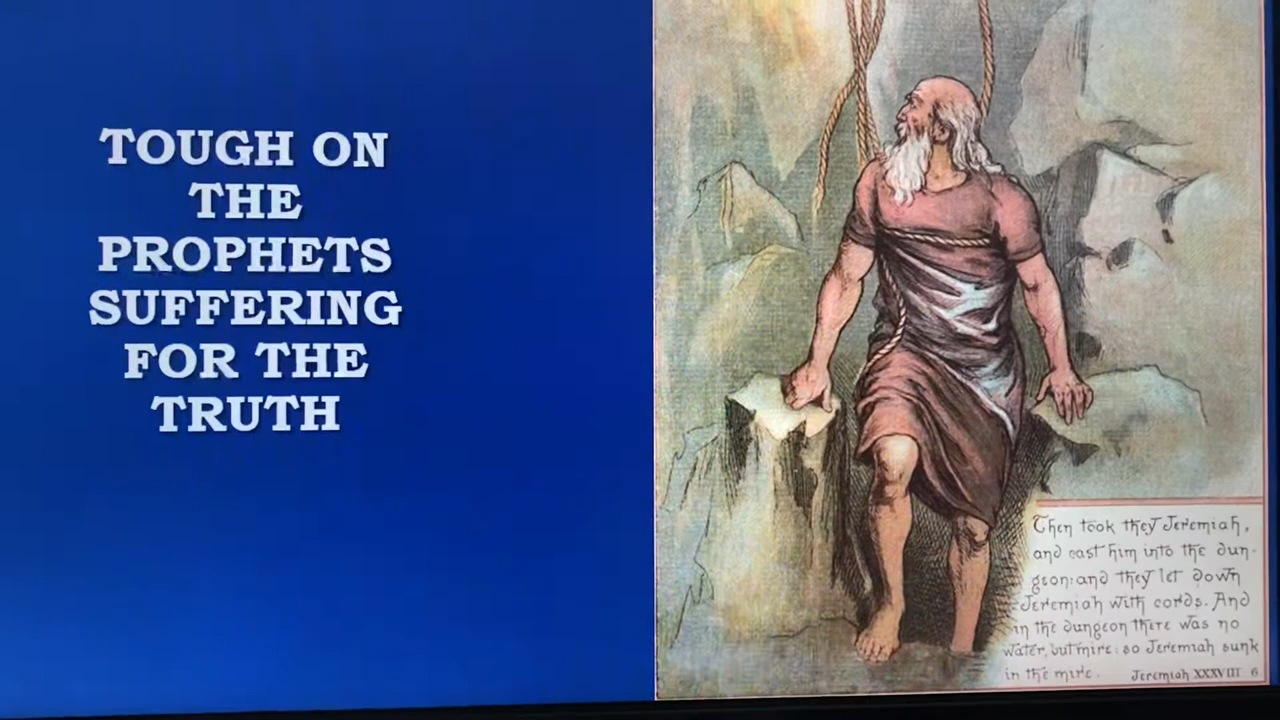 TOUGH ON
THE
PROPHETS
SUFFERING
FOR THE
TRUTH
Then took they Jeremiah,
and cast him into the dun-
geon: and they let down
Jeremiah with cords. And
in the dungeon there was no
water, but mire: so Jeremiah sunk
in the mire. Jeremiah XXXVIII 6